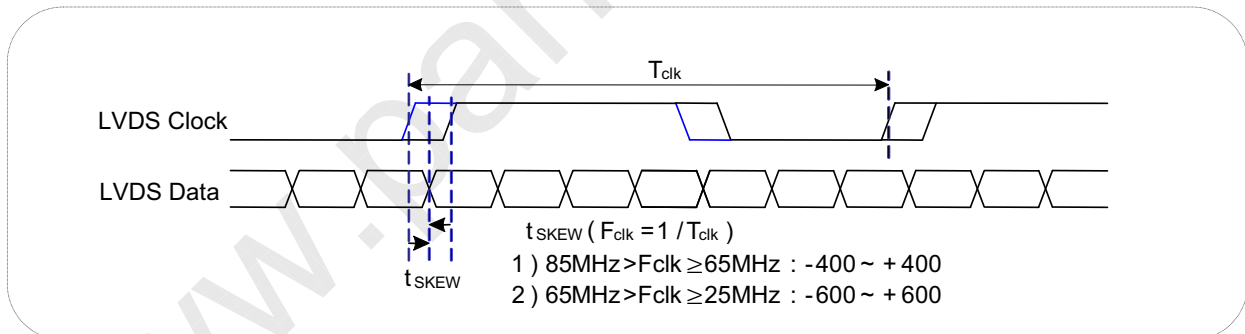 Tclk
LVDS Clock
LVDS Data
tSKEW ( Fclk = 1 / Tclk )
1 ) 85MHz>Fclk ≥65MHz : -400 ~ +400
2 ) 65MHz>Fclk ≥25MHz : -600 ~ +600
tSKEW